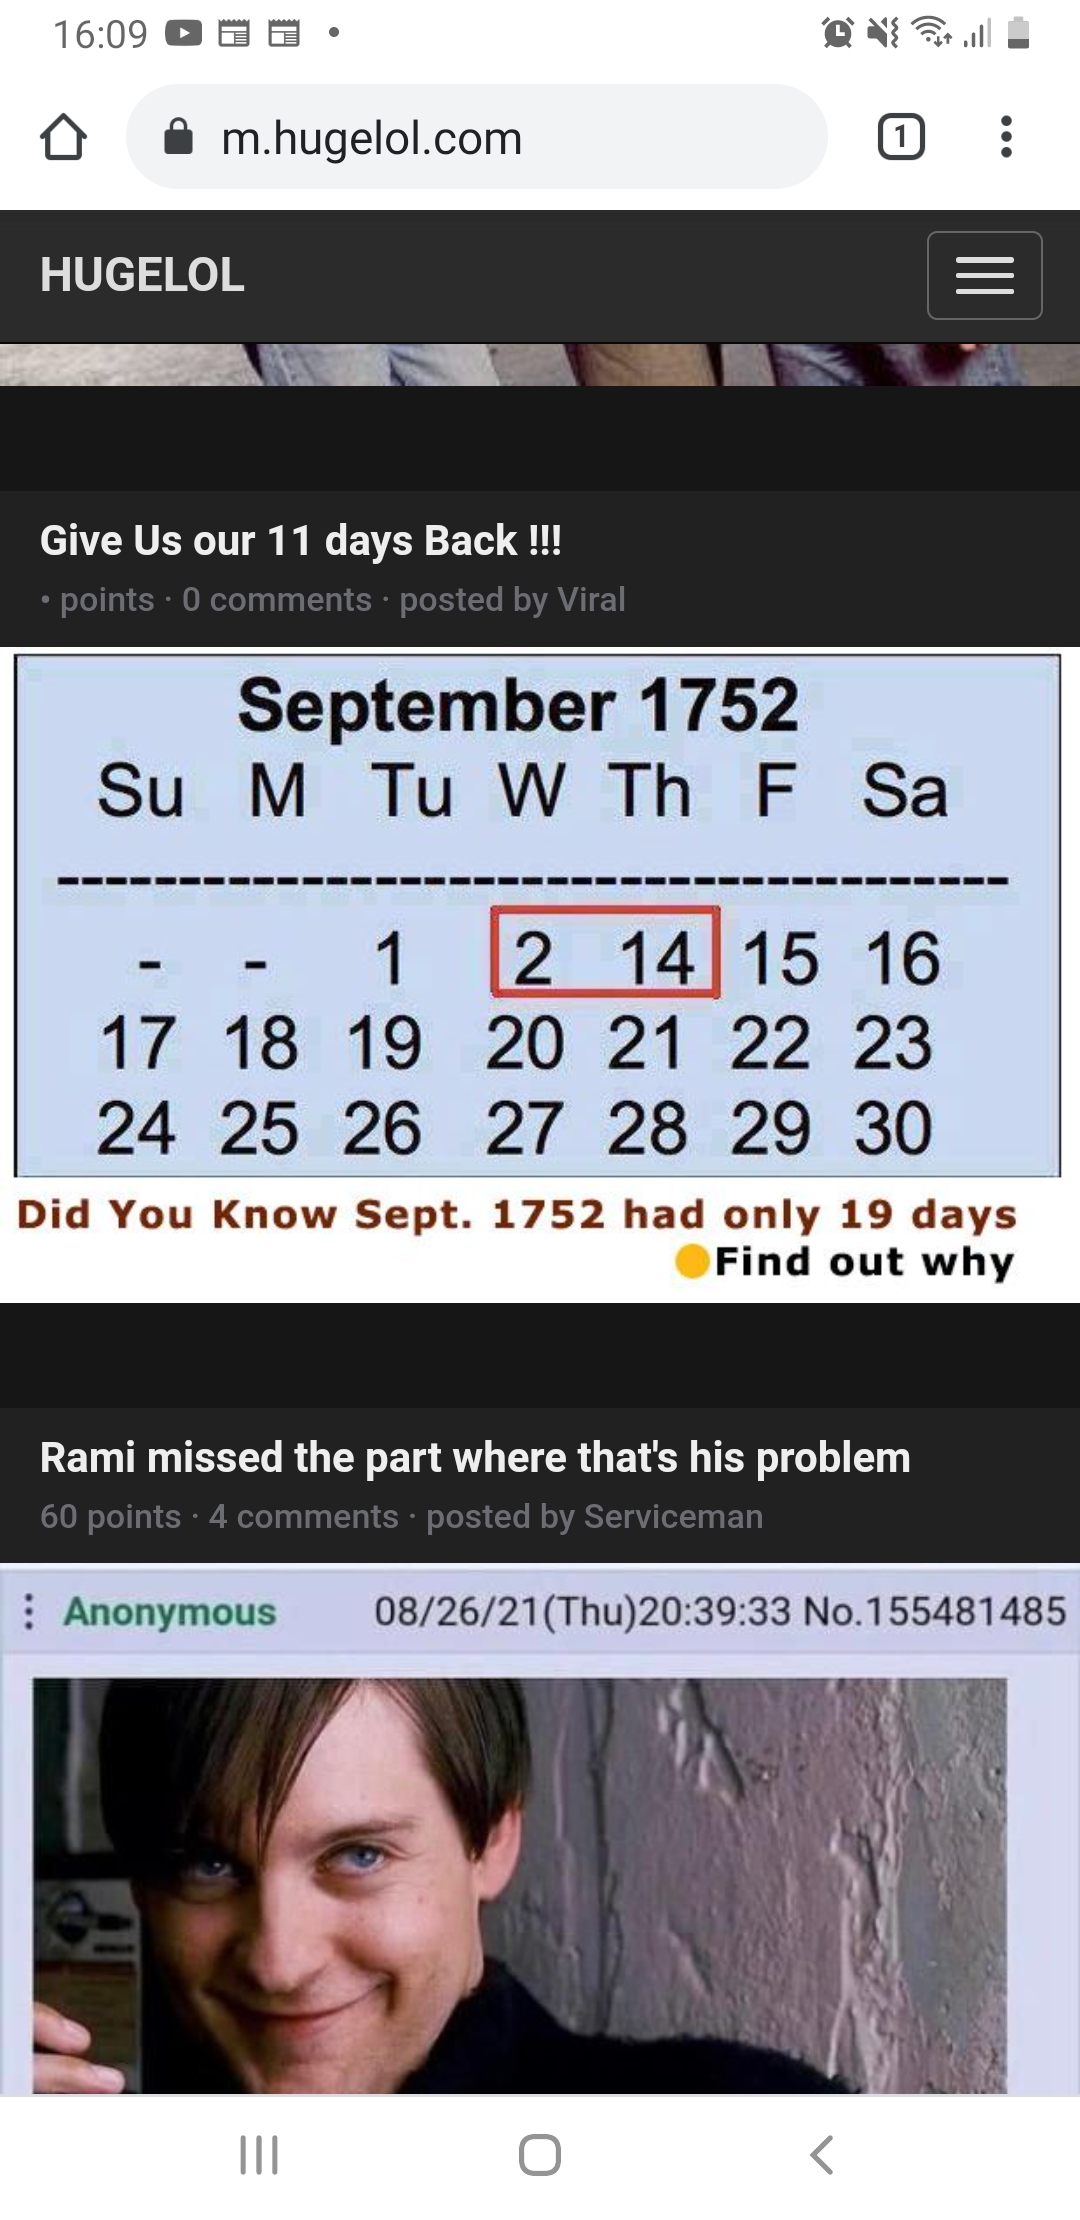 16:09
m.hugelol.com
1
HUGELOL
Give Us our 11 days Back !!!
• points · 0 comments · posted by Viral
September 1752
Su M Tu W Th F Sa
---------------------------------------
- - 1 2 14 15 16
17 18 19 20 21 22 23
24 25 26 27 28 29 30
Did You Know Sept. 1752 had only 19 days
Find out why
Rami missed the part where that's his problem
60 points · 4 comments · posted by Serviceman
Anonymous 08/26/21(Thu)20:39:33 No.155481485